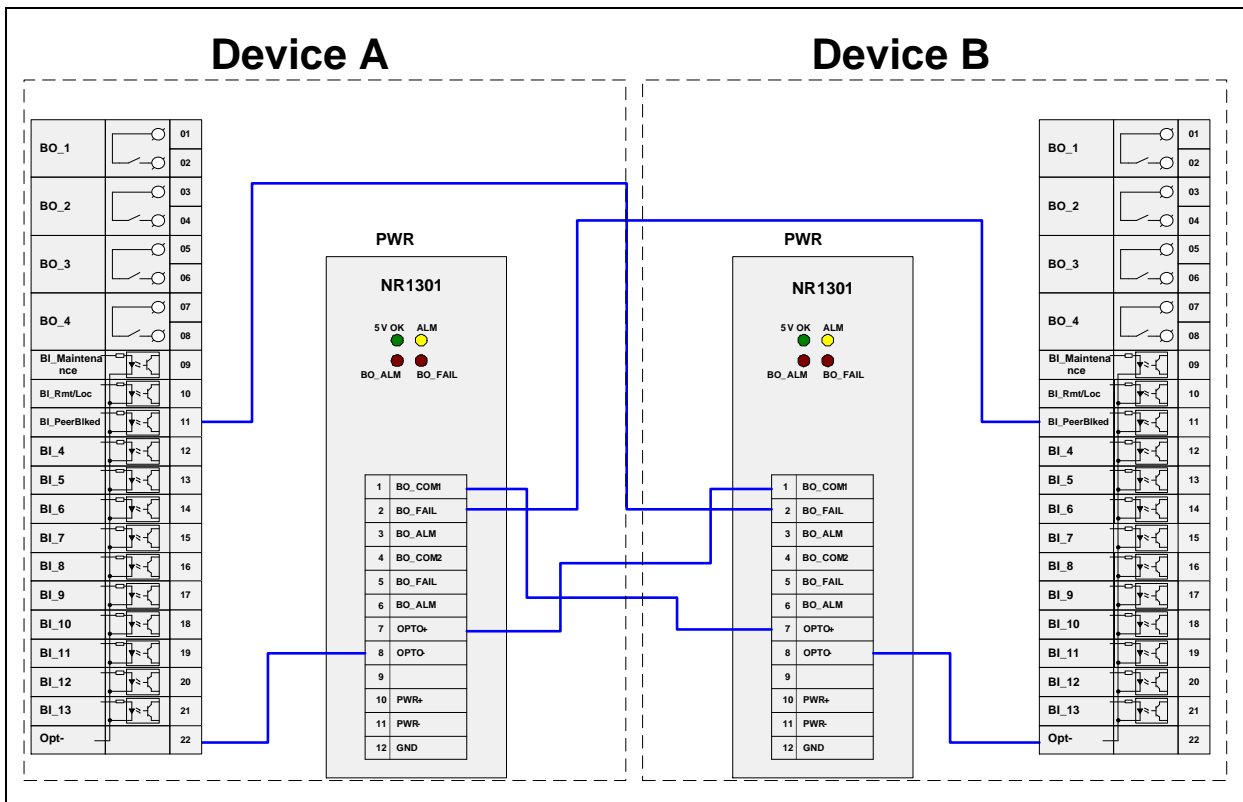 Device A
Device B
BO_1
01
02
BO_2
03
04
BO_3
05
06
BO_4
07
08
BI_Maintena
nce
09
BI_Rmt/Loc
10
BI_PeerBlked
11
BI_4
12
BI_5
13
BI_6
14
BI_7
15
BI_8
16
BI_9
17
BI_10
18
BI_11
19
BI_12
20
BI_13
21
Opt-
22
PWR
NR1301
5V OK ALM
BO_ALM BO_FAIL
1 BO_COM1
2 BO_FAIL
3 BO_ALM
4 BO_COM2
5 BO_FAIL
6 BO_ALM
7 OPTO+
8 OPTO-
9
10 PWR+
11 PWR-
12 GND
PWR
NR1301
5V OK ALM
BO_ALM BO_FAIL
1 BO_COM1
2 BO_FAIL
3 BO_ALM
4 BO_COM2
5 BO_FAIL
6 BO_ALM
7 OPTO+
8 OPTO-
9
10 PWR+
11 PWR-
12 GND
BO_1
01
02
BO_2
03
04
BO_3
05
06
BO_4
07
08
BI_Maintena
nce
09
BI_Rmt/Loc
10
BI_PeerBlked
11
BI_4
12
BI_5
13
BI_6
14
BI_7
15
BI_8
16
BI_9
17
BI_10
18
BI_11
19
BI_12
20
BI_13
21
Opt-
22